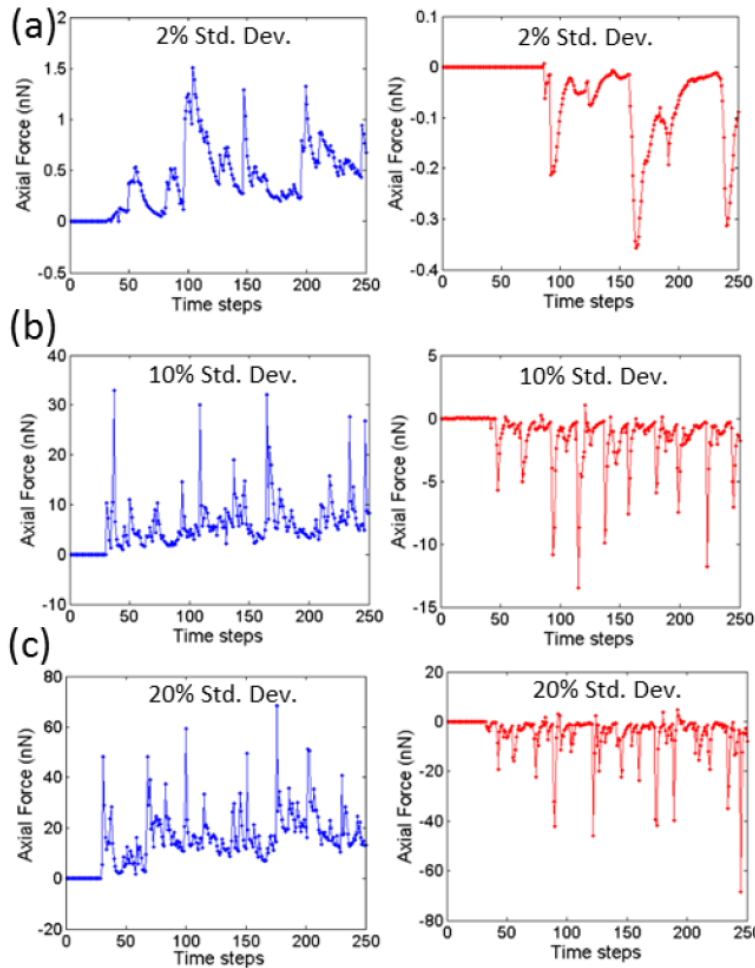 (a)
2% Std. Dev.
Axial Force (nN)
2
1.5
1
0.5
0
-0.5
0 50 100 150 200 250
Time steps
2% Std. Dev.
Axial Force (nN)
0.1
0
-0.1
-0.2
-0.3
-0.4
0 50 100 150 200 250
Time steps
(b)
10% Std. Dev.
Axial Force (nN)
40
30
20
10
0
-10
0 50 100 150 200 250
Time steps
10% Std. Dev.
Axial Force (nN)
5
0
-5
-10
-15
0 50 100 150 200 250
Time steps
(c)
20% Std. Dev.
Axial Force (nN)
80
60
40
20
0
-20
0 50 100 150 200 250
Time steps
20% Std. Dev.
Axial Force (nN)
20
0
-20
-40
-60
-80
0 50 100 150 200 250
Time steps